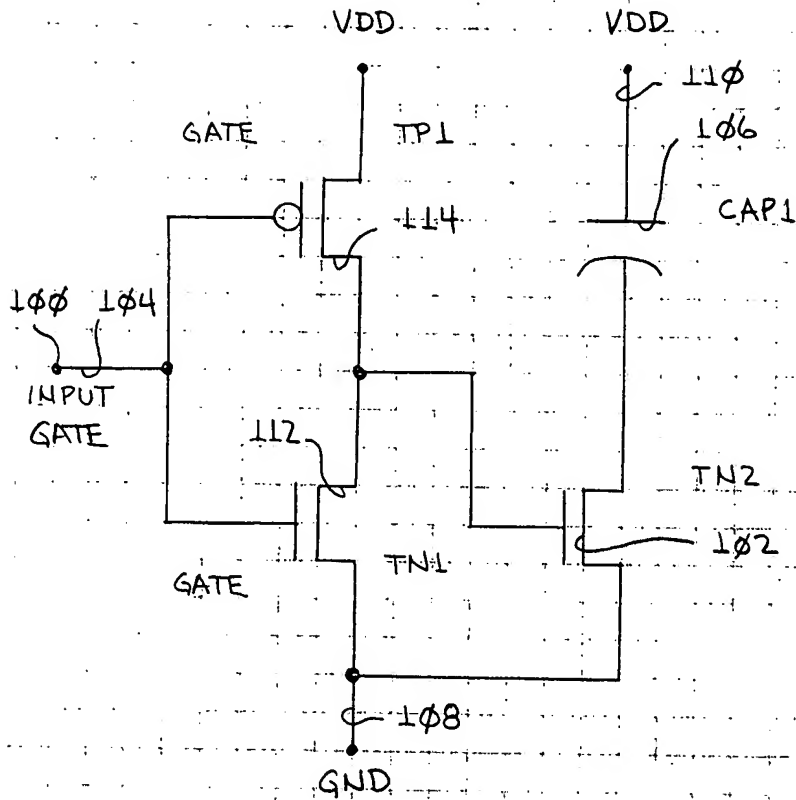 VDD
VDD
110
GATE
TP1
106
CAP1
114
100
104
INPUT
GATE
112
TN2
102
GATE
TN1
108
GND